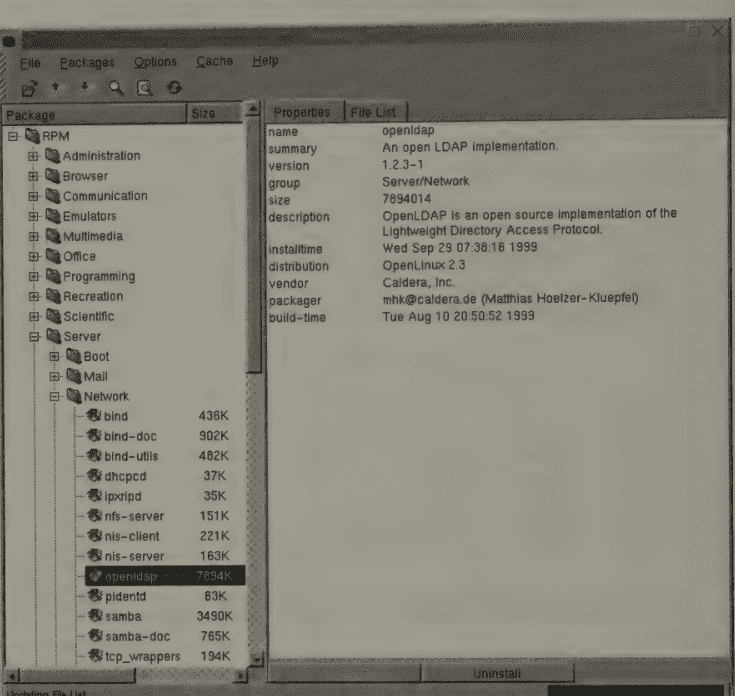 File Packages Options Cache Help
Package Size
RPM
Administration
Browser
Communication
Emulators
Multimedia
Office
Programming
Recreation
Scientific
Server
Boot
Mail
Network
bind 436K
bind-doc 902K
bind-utils 482K
dhcpcd 37K
ipxripd 35K
nfs-server 151K
nis-client 221K
nis-server 163K
openldap 7894K
pidentd 63K
samba 3490K
samba-doc 765K
tcp_wrappers 194K
Updating File List
Properties File List
name openldap
summary An open LDAP implementation.
version 1.2.3-1
group Server/Network
size 7894014
description OpenLDAP is an open source implementation of the
Lightweight Directory Access Protocol.
installtime Wed Sep 29 07:38:16 1999
distribution OpenLinux 2.3
vendor Caldera, Inc.
packager mhk@caldera.de (Matthias Hoelzer-Kluepfel)
build-time Tue Aug 10 20:50:52 1999
Uninstall